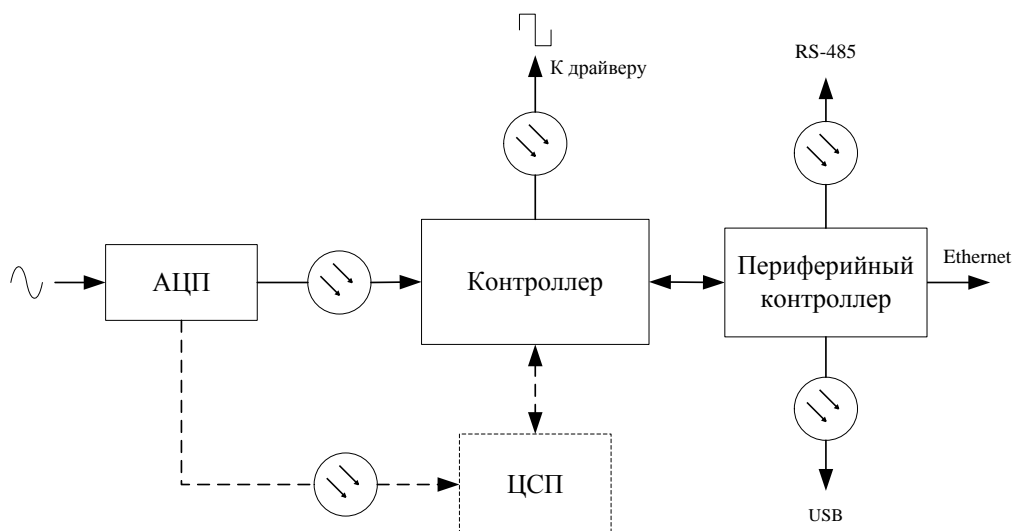 RS-485
К драйверу
Ethernet
АЦП
Контроллер
Периферийный
контроллер
ЦСП
USB